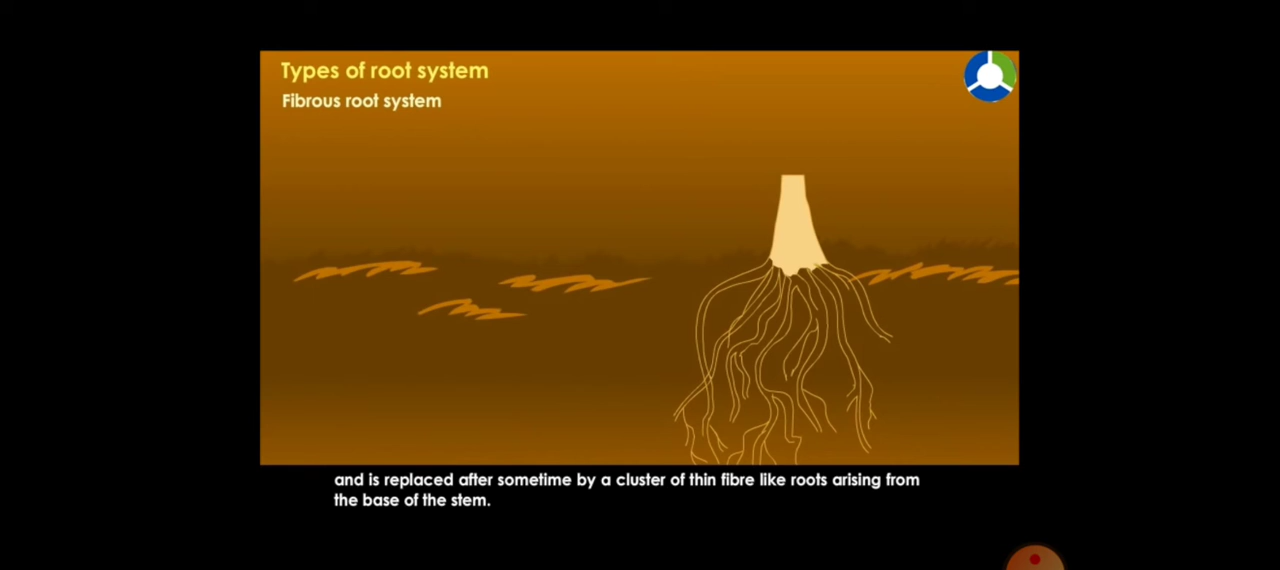 Types of root system
Fibrous root system
and is replaced after sometime by a cluster of thin fibre like roots arising from
the base of the stem.